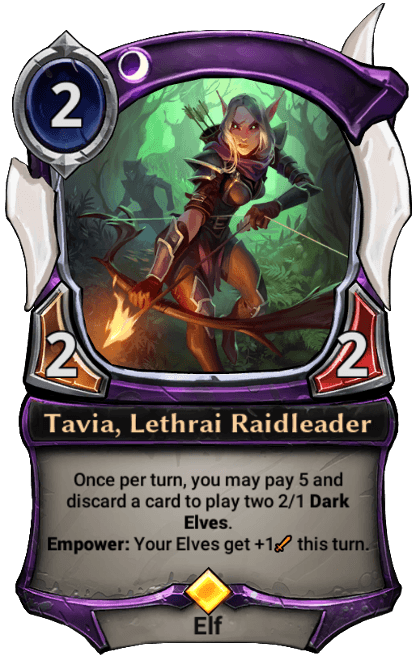 2
2
2
Tavia, Lethrai Raidleader
Once per turn, you may pay 5 and
discard a card to play two 2/1 Dark
Elves.
Empower: Your Elves get +1 this turn.
Elf